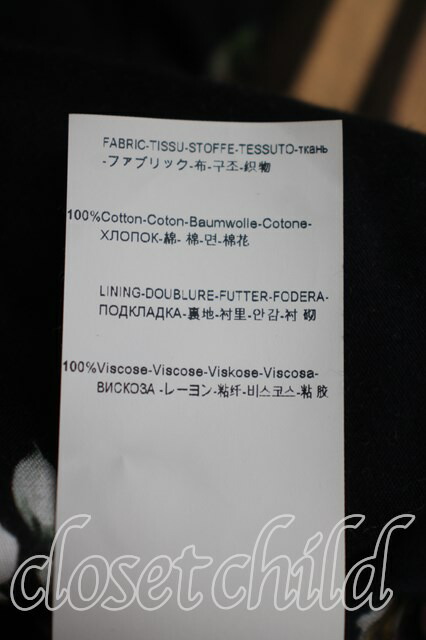 FABRIC-TISSU-STOFFE-TESSUTO-ткань
-ファブリック-布-구조-织物
100%Cotton-Coton-Baumwolle-Cotone-
ХЛОПОК-綿- 棉-면-棉花
LINING-DOUBLURE-FUTTER-FODERA-
ПОДКЛАДКА-裏地-衬里-안감-衬 砌
100%Viscose-Viscose-Viskose-Viscosa-
ВИСКОЗА -レーヨン-粘纤-비스코스-粘 胶
closet child